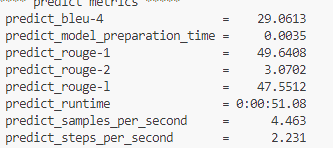 ***** predict metrics *****
predict_bleu-4 = 29.0613
predict_model_preparation_time = 0.0035
predict_rouge-1 = 49.6408
predict_rouge-2 = 3.0702
predict_rouge-l = 47.5512
predict_runtime = 0:00:51.08
predict_samples_per_second = 4.463
predict_steps_per_second = 2.231